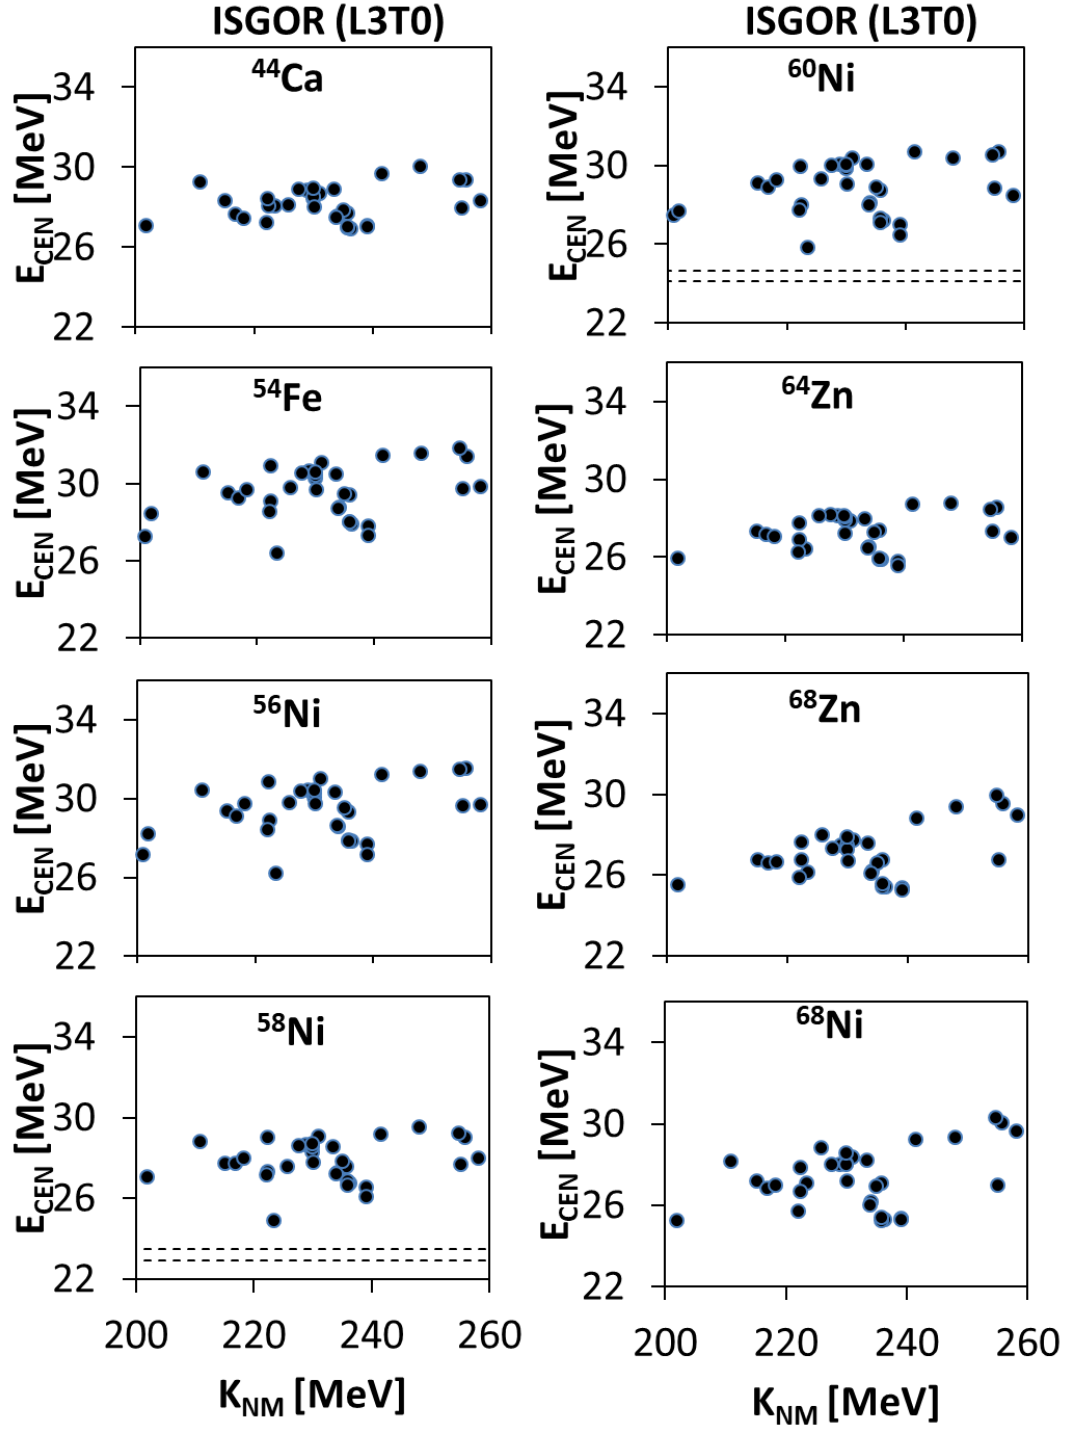 ISGOR (L3T0)
44Ca
34
30
26
22
ECEN [MeV]
54Fe
34
30
26
22
ECEN [MeV]
56Ni
34
30
26
22
ECEN [MeV]
58Ni
34
30
26
22
ECEN [MeV]
200 220 240 260
KNM [MeV]
ISGOR (L3T0)
60Ni
34
30
26
22
ECEN [MeV]
64Zn
34
30
26
22
ECEN [MeV]
68Zn
34
30
26
22
ECEN [MeV]
68Ni
34
30
26
22
ECEN [MeV]
200 220 240 260
KNM [MeV]